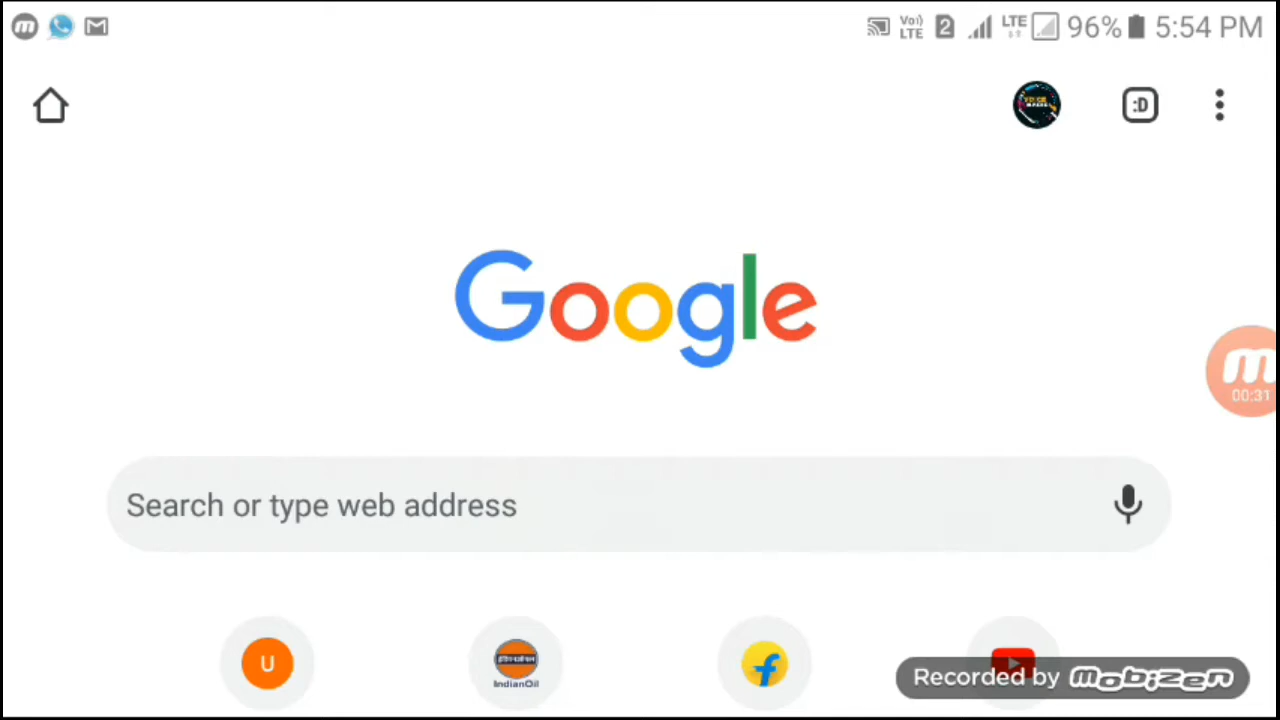 Vo)) LTE 2 LTE 96% 5:54 PM
:D
Google
00:31
Search or type web address
U
IndianOil
Recorded by mobizen